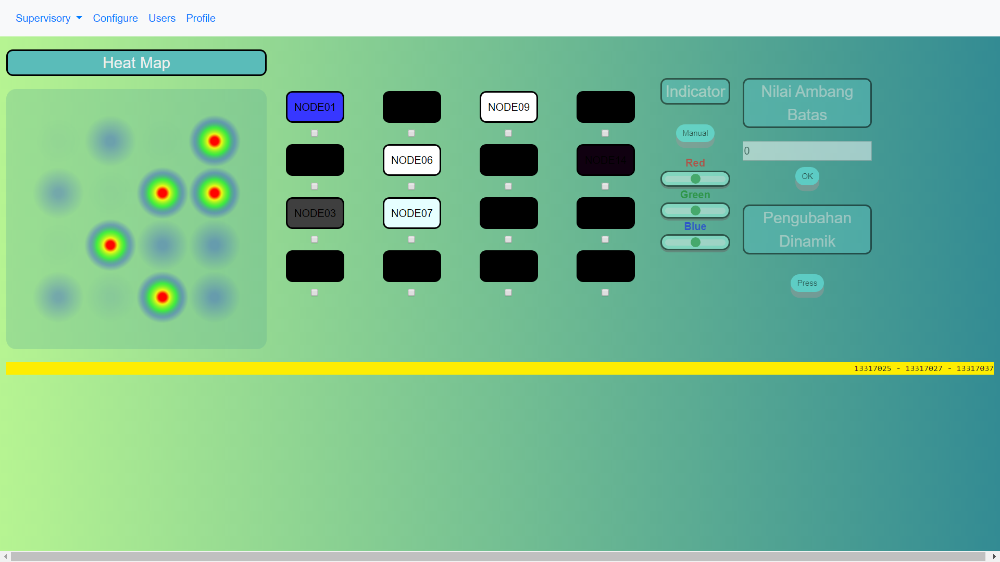 Supervisory Configure Users Profile
Heat Map
NODE01
NODE09
NODE06
NODE14
NODE03
NODE07
Indicator
Manual
Red
Green
Blue
Nilai Ambang
Batas
0
OK
Pengubahan
Dinamik
Press
13317025 - 13317027 - 13317037